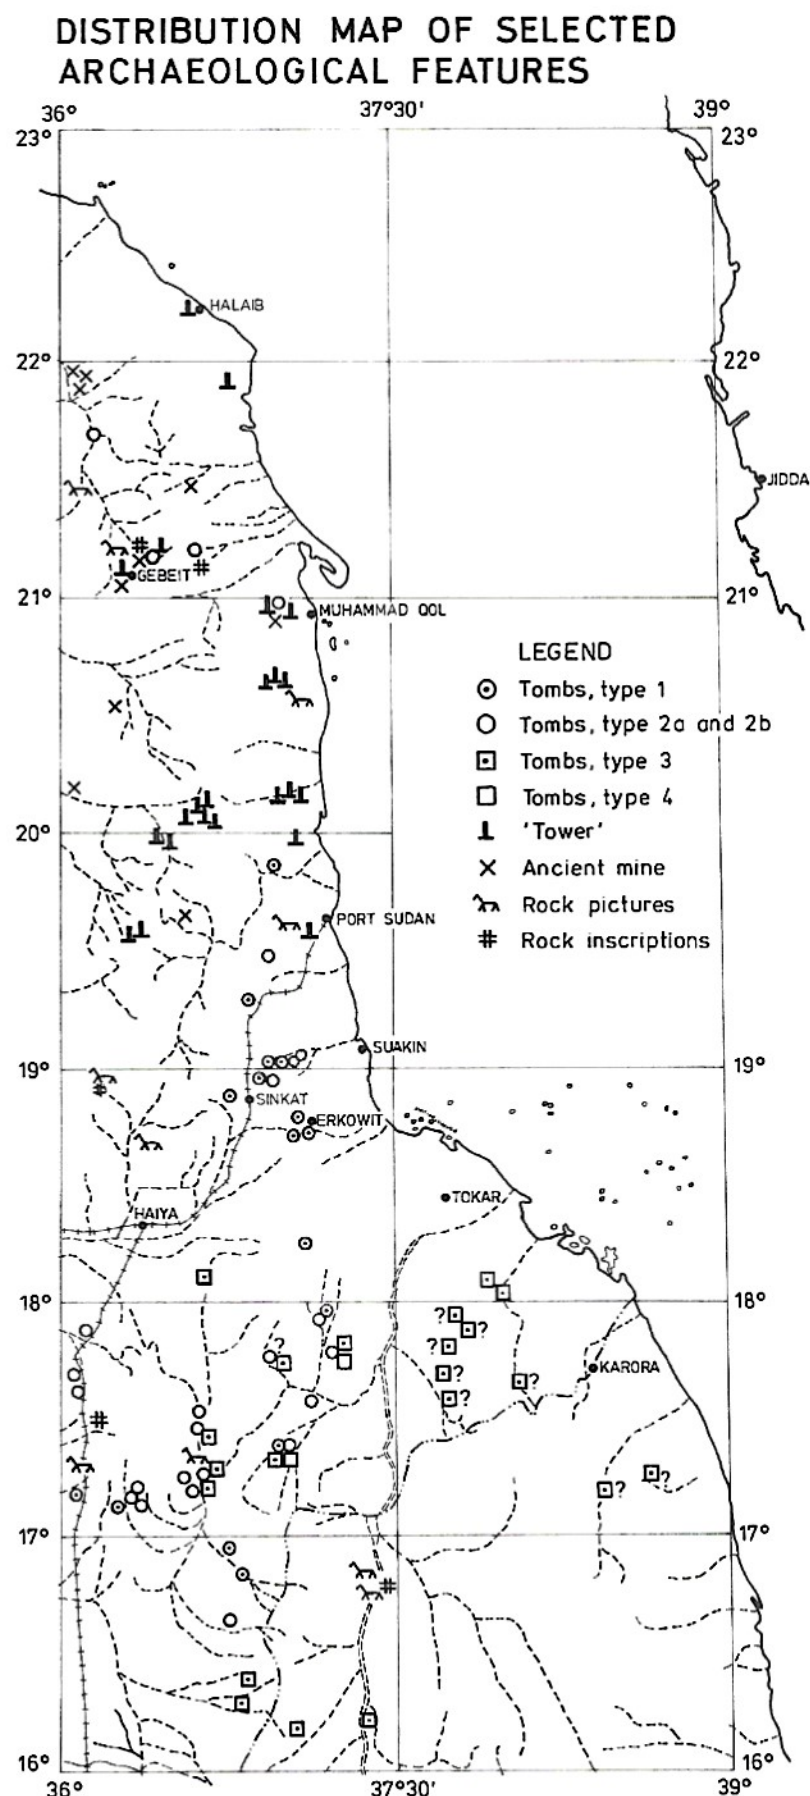 DISTRIBUTION MAP OF SELECTED
ARCHAEOLOGICAL FEATURES
36° 37°30' 39°
23° 23°
HALAIB
22° 22°
JIDDA
GEBEIT
21° 21°
MUHAMMAD QOL
LEGEND
Tombs, type 1
Tombs, type 2a and 2b
Tombs, type 3
Tombs, type 4
'Tower'
Ancient mine
Rock pictures
Rock inscriptions
20°
PORT SUDAN
SUAKIN
19° 19°
SINKAT
ERKOWIT
TOKAR
HAIYA
18° 18°
? ?
?
?
?
KARORA
? ?
?
? ?
17° 17°
16° 16°
36° 37°30' 39°